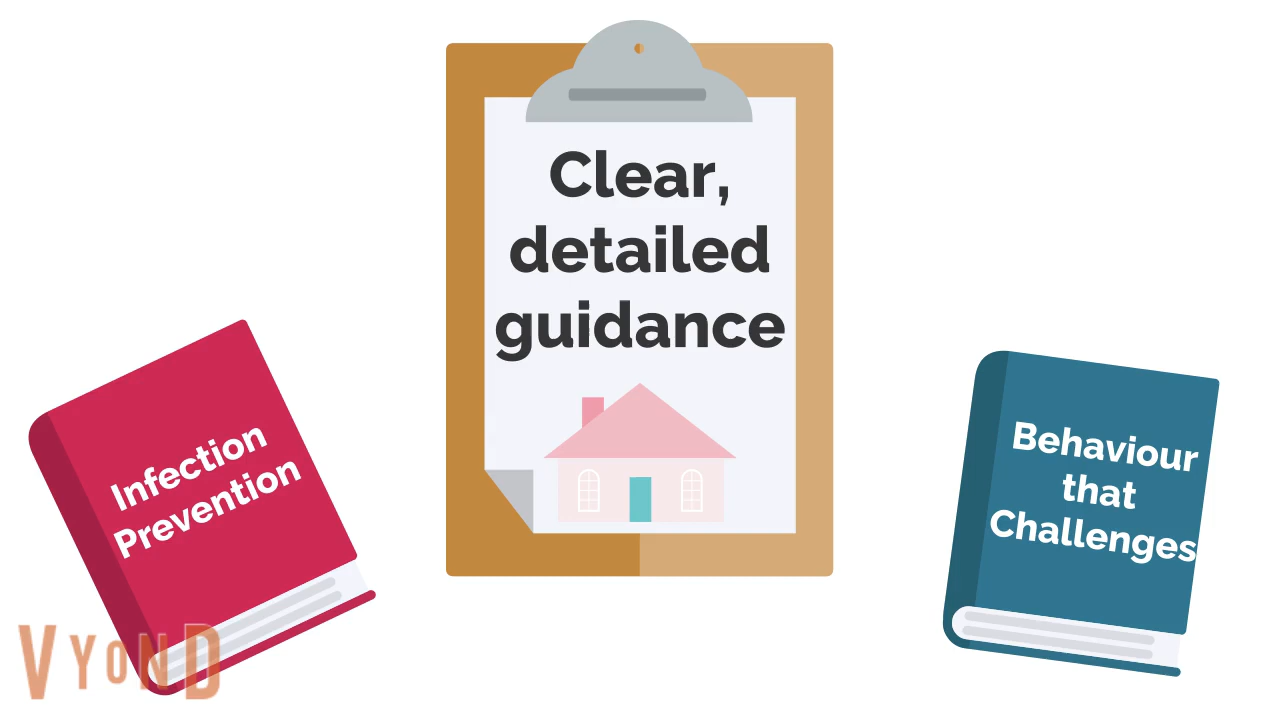 Clear,
detailed
guidance
Infection
Prevention
Behaviour
that
Challenges
VYOND